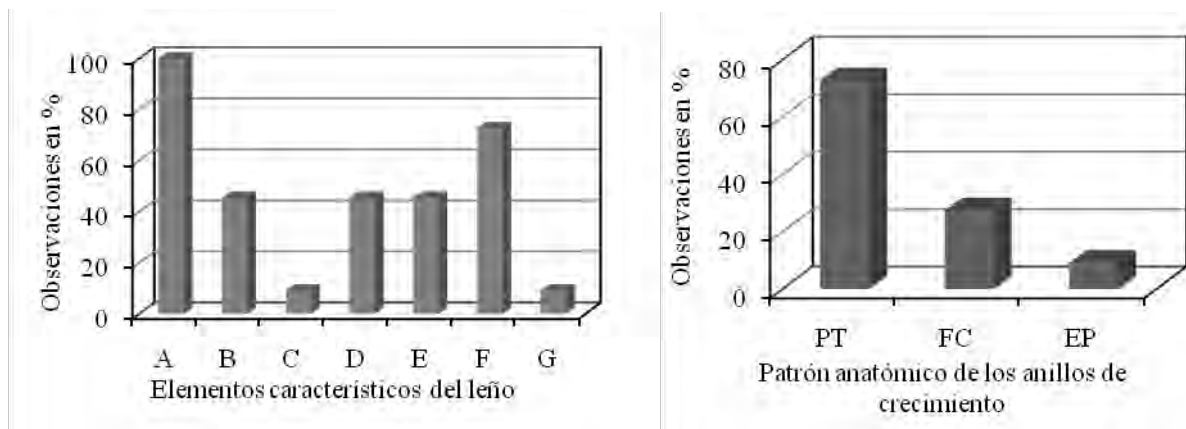 Observaciones en %
100
80
60
40
20
0
A B C D E F G
Elementos característicos del leño
Observaciones en %
80
60
40
20
0
PT FC EP
Patrón anatómico de los anillos de
crecimiento